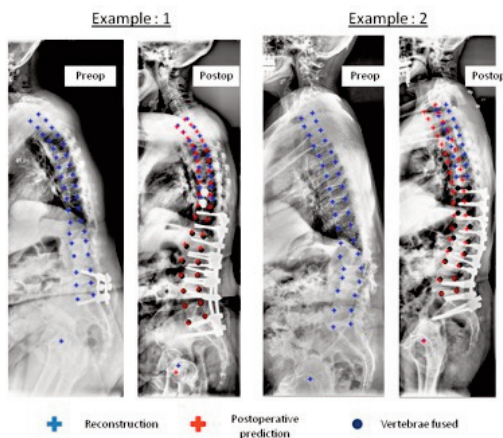 Example : 1
Example : 2
Preop
Postop
Preop
Postop
Reconstruction
Postoperative
prediction
Vertebrae fused